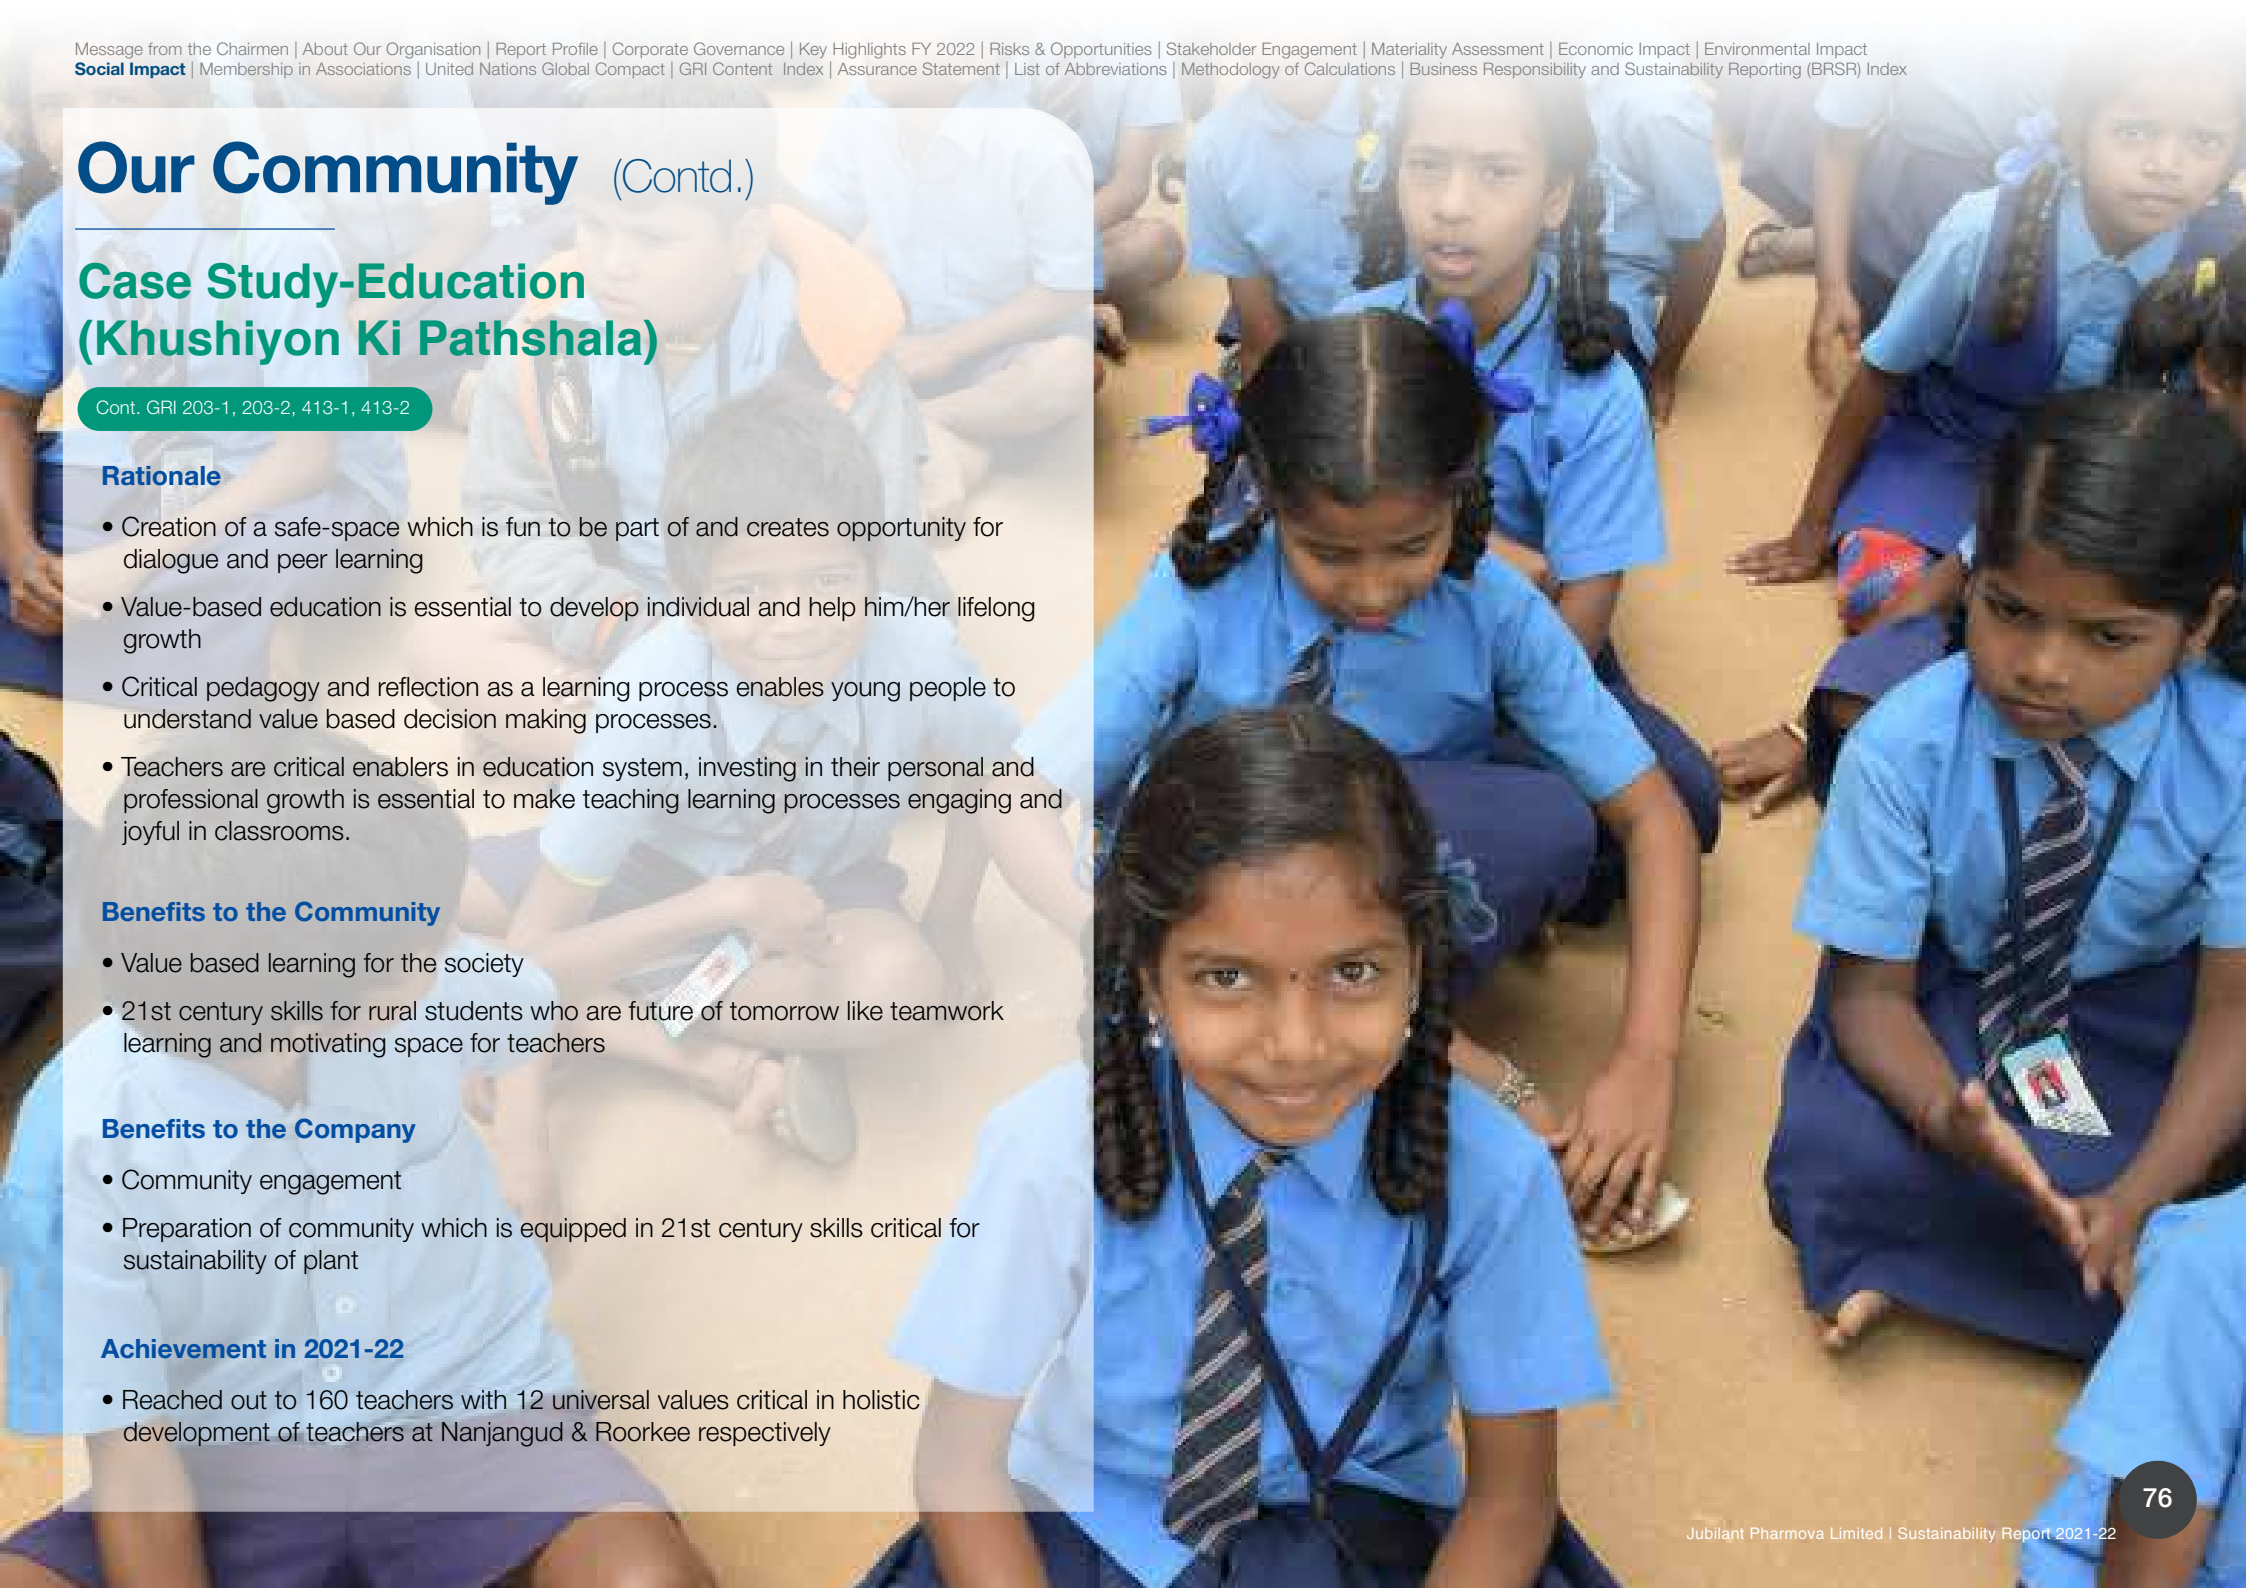 Message from the Chairmen | About Our Organisation | Report Profile | Corporate Governance | Key Highlights FY 2022 | Risks & Opportunities | Stakeholder Engagement | Materiality Assessment | Economic Impact | Environmental Impact
Social Impact | Membership in Associations | United Nations Global Compact | GRI Content Index | Assurance Statement | List of Abbreviations | Methodology of Calculations | Business Responsibility and Sustainability Reporting (BRSR) Index
Our Community (Contd.)
Case Study-Education
(Khushiyon Ki Pathshala)
Cont. GRI 203-1, 203-2, 413-1, 413-2
Rationale
• Creation of a safe-space which is fun to be part of and creates opportunity for
dialogue and peer learning
• Value-based education is essential to develop individual and help him/her lifelong
growth
• Critical pedagogy and reflection as a learning process enables young people to
understand value based decision making processes.
• Teachers are critical enablers in education system, investing in their personal and
professional growth is essential to make teaching learning processes engaging and
joyful in classrooms.
Benefits to the Community
• Value based learning for the society
• 21st century skills for rural students who are future of tomorrow like teamwork
learning and motivating space for teachers
Benefits to the Company
• Community engagement
• Preparation of community which is equipped in 21st century skills critical for
sustainability of plant
Achievement in 2021-22
• Reached out to 160 teachers with 12 universal values critical in holistic
development of teachers at Nanjangud & Roorkee respectively
76
Jubilant Pharmova Limited | Sustainability Report 2021-22